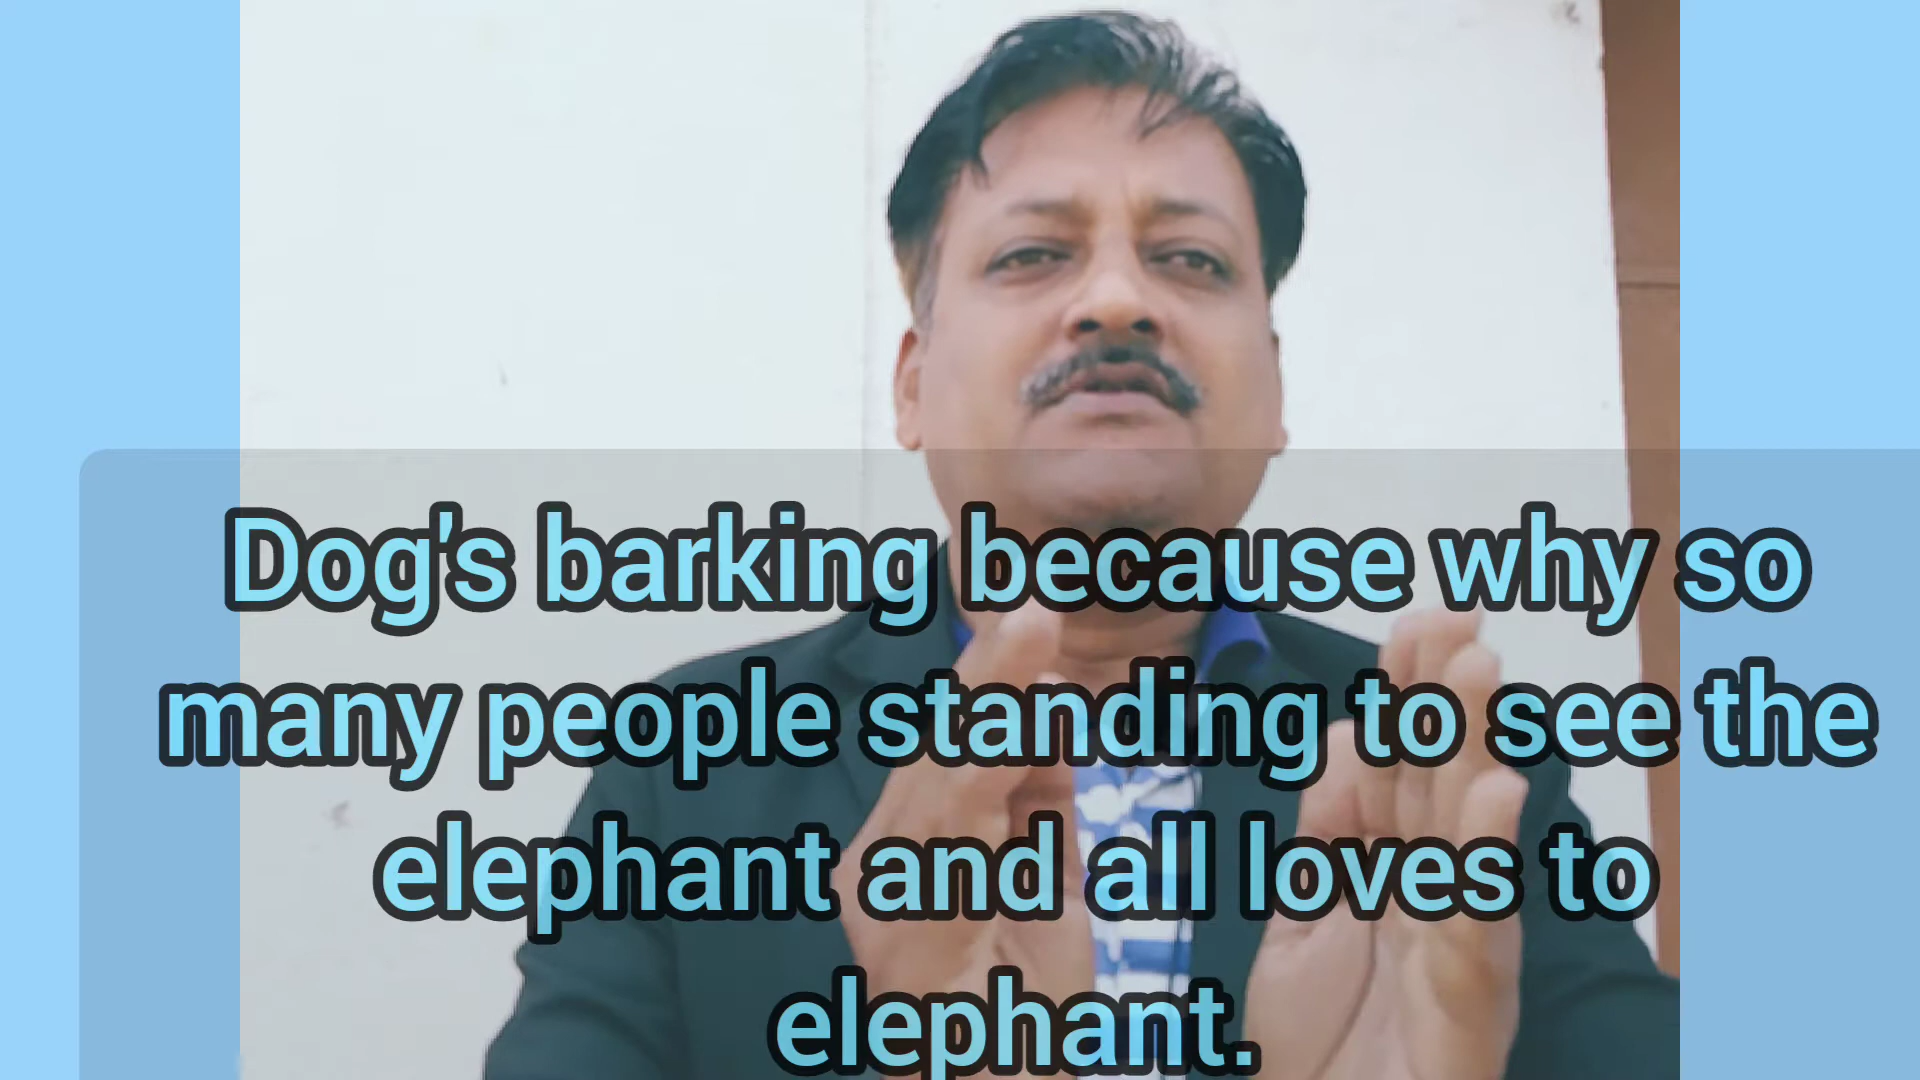 Dog's barking because why so
many people standing to see the
elephant and all loves to
elephant.